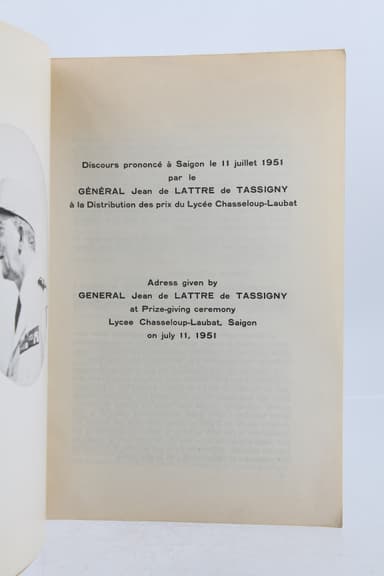 Discours prononcé à Saigon le 11 juillet 1951
par le
GÉNÉRAL Jean de LATTRE de TASSIGNY
à la Distribution des prix du Lycée Chasseloup-Laubat
Adress given by
GENERAL Jean de LATTRE de TASSIGNY
at Prize-giving ceremony
Lycee Chasseloup-Laubat, Saigon
on july 11, 1951